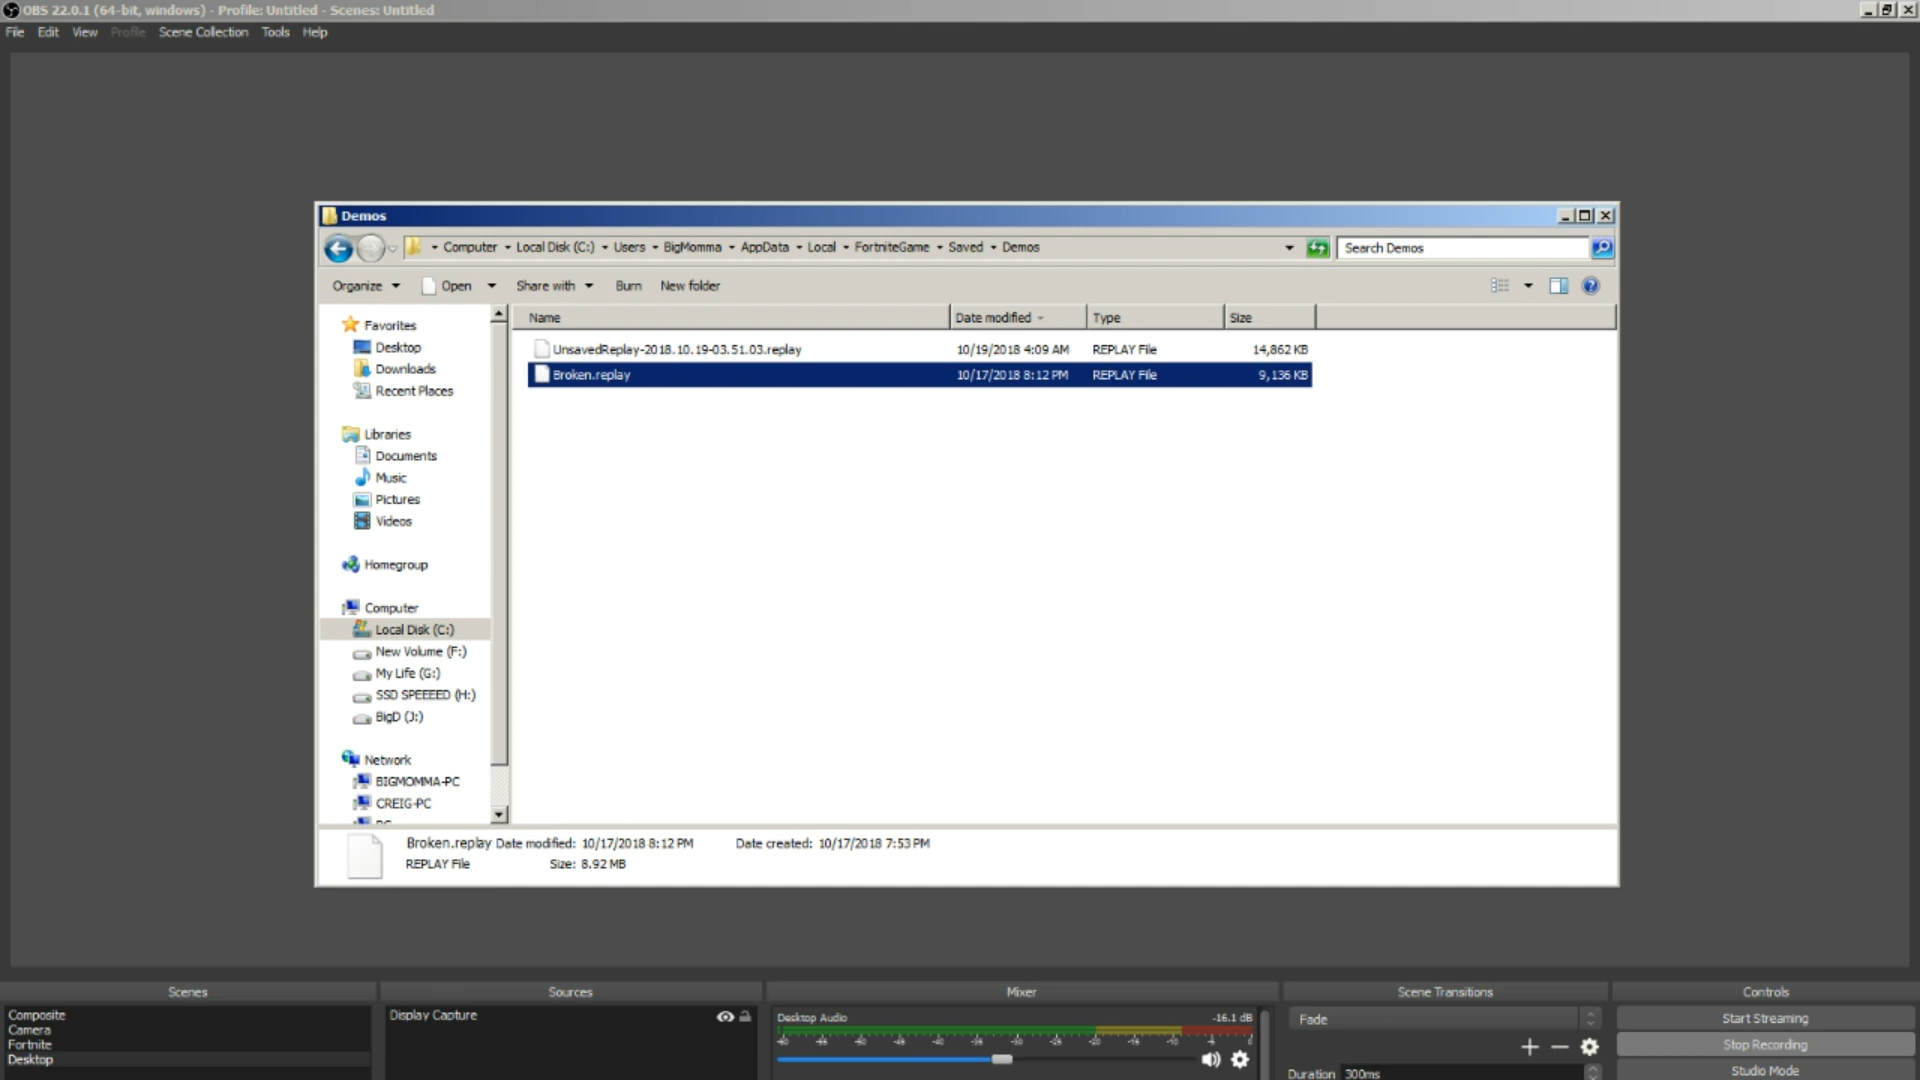 OBS 22.0.1 (64-bit, windows) - Profile: Untitled - Scenes: Untitled
File Edit View Profile Scene Collection Tools Help
Demos
Computer Local Disk (C:) Users BigMomma AppData Local FortniteGame Saved Demos
Search Demos
Organize Open Share with Burn New folder
Name Date modified Type Size
UnsavedReplay-2018.10.19-03.51.03.replay 10/19/2018 4:09 AM REPLAY File 14,862 KB
Broken.replay 10/17/2018 8:12 PM REPLAY File 9,136 KB
Favorites
Desktop
Downloads
Recent Places
Libraries
Documents
Music
Pictures
Videos
Homegroup
Computer
Local Disk (C:)
New Volume (F:)
My Life (G:)
SSD SPEEEED (H:)
BigD (J:)
Network
BIGMOMMA-PC
CREIG-PC
Broken.replay Date modified: 10/17/2018 8:12 PM Date created: 10/17/2018 7:53 PM
REPLAY File Size: 8.92 MB
Scenes Sources Mixer Scene Transitions Controls
Composite
Camera
Fortnite
Desktop
Display Capture
Desktop Audio -16.1 dB
Fade
Duration 300ms
Start Streaming
Stop Recording
Studio Mode